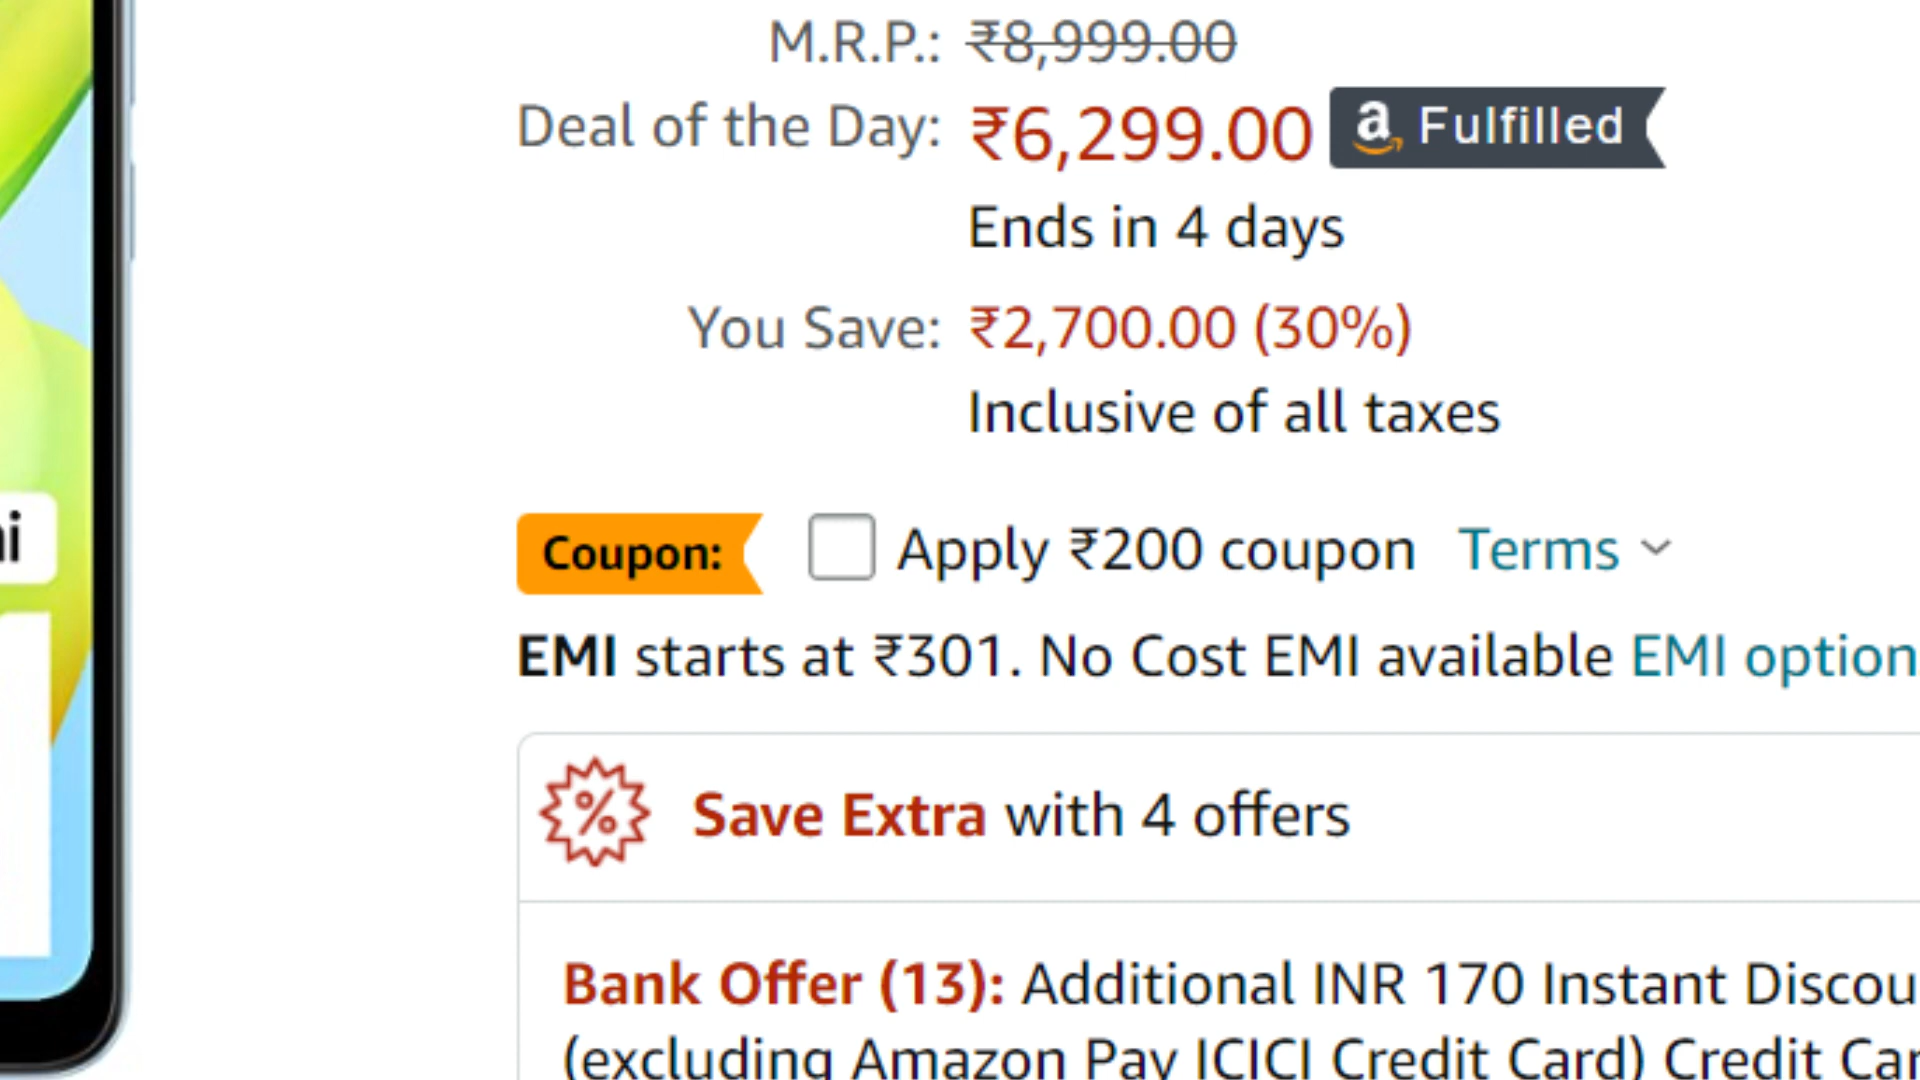 M.R.P.: ₹8,999.00
Deal of the Day: ₹6,299.00 a Fulfilled
Ends in 4 days
You Save: ₹2,700.00 (30%)
Inclusive of all taxes
Coupon: Apply ₹200 coupon Terms
EMI starts at ₹301. No Cost EMI available EMI option
Save Extra with 4 offers
Bank Offer (13): Additional INR 170 Instant Discou
(excluding Amazon Pay ICICI Credit Card) Credit Car